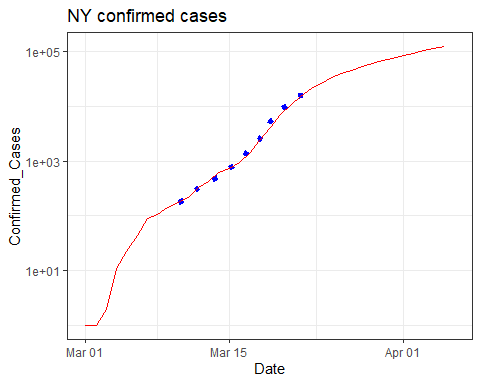 NY confirmed cases
1e+05
1e+03
1e+01
Confirmed_Cases
Mar 01
Mar 15
Apr 01
Date